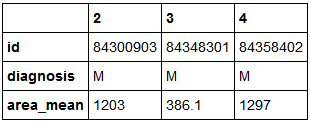 2 3 4
id 84300903 84348301 84358402
diagnosis M M M
area_mean 1203 386.1 1297